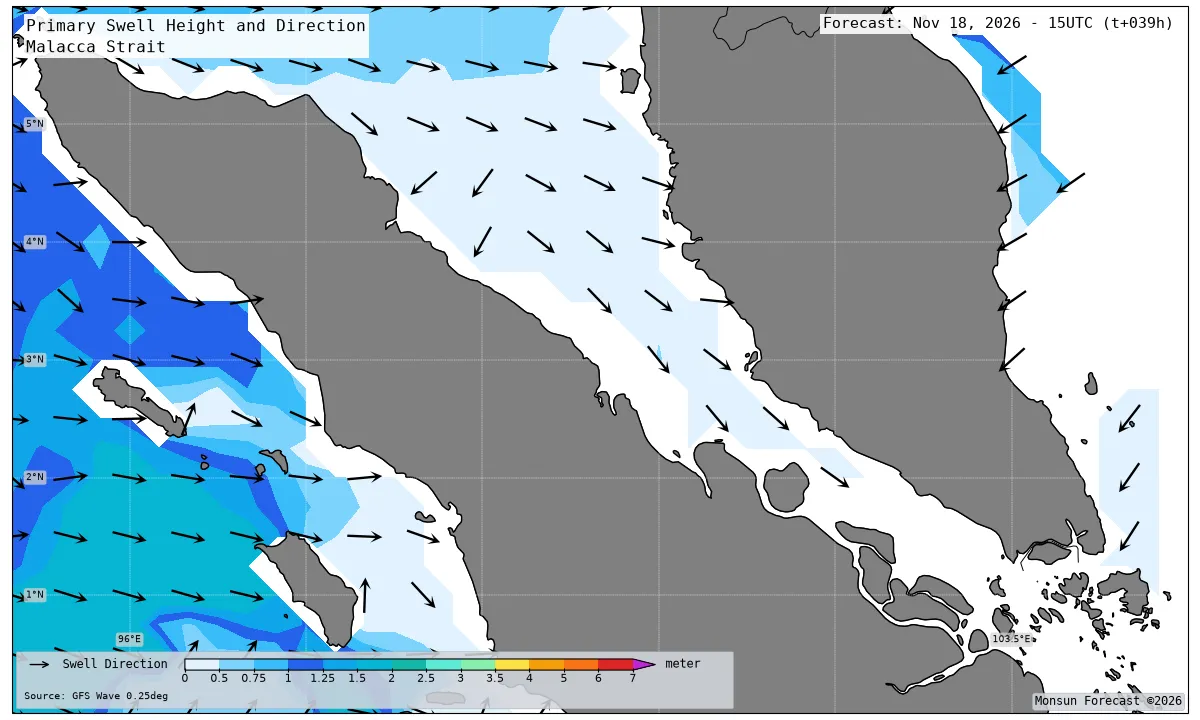 Primary Swell Height and Direction
Malacca Strait
Forecast: Nov 18, 2026 - 15UTC (t+039h)
5°N
4°N
3°N
2°N
1°N
96°E
103.5°E
Swell Direction
0 0.5 0.75 1 1.25 1.5 2 2.5 3 3.5 4 5 6 7
meter
Source: GFS Wave 0.25deg
Monsun Forecast ©2026